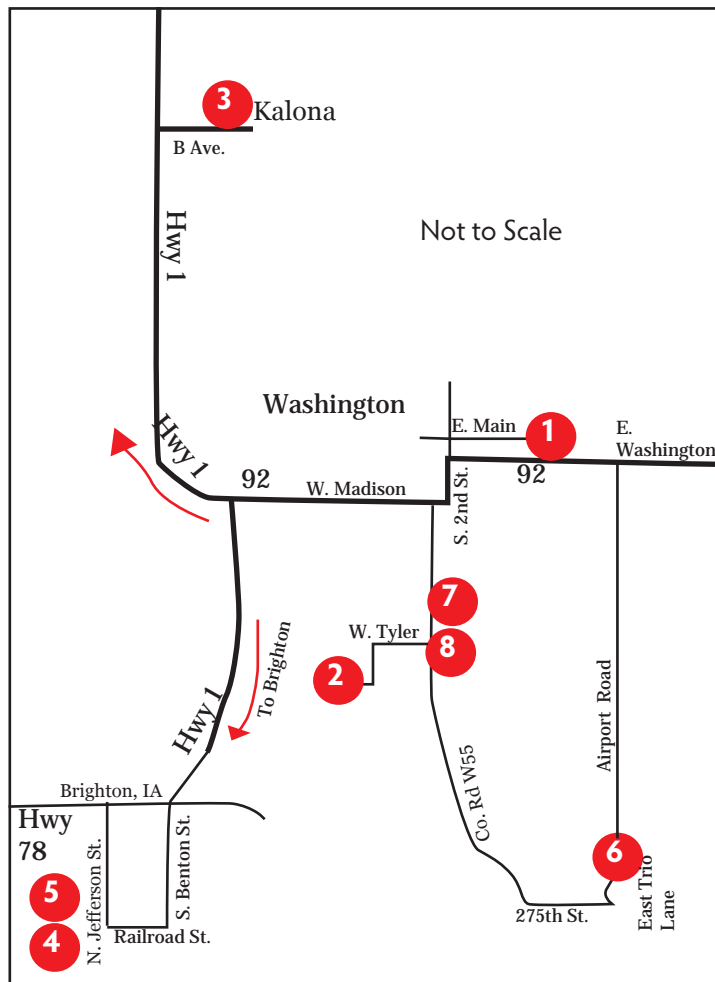 3
Kalona
B Ave.
Hwy 1
Not to Scale
Washington
E. Main
1
E.
Washington
Hwy 1
92
W. Madison
S. 2nd St.
92
7
W. Tyler
8
2
To Brighton
Hwy 1
Airport Road
Co. Rd W55
Brighton, IA
Hwy
78
N. Jefferson St.
S. Benton St.
6
5
4
Railroad St.
275th St.
East Trio
Lane